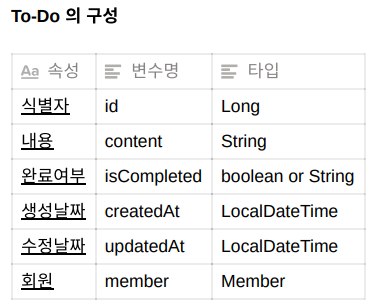 To-Do 의 구성
Aa 속성 변수명 타입
식별자 id Long
내용 content String
완료여부 isCompleted boolean or String
생성날짜 createdAt LocalDateTime
수정날짜 updatedAt LocalDateTime
회원 member Member